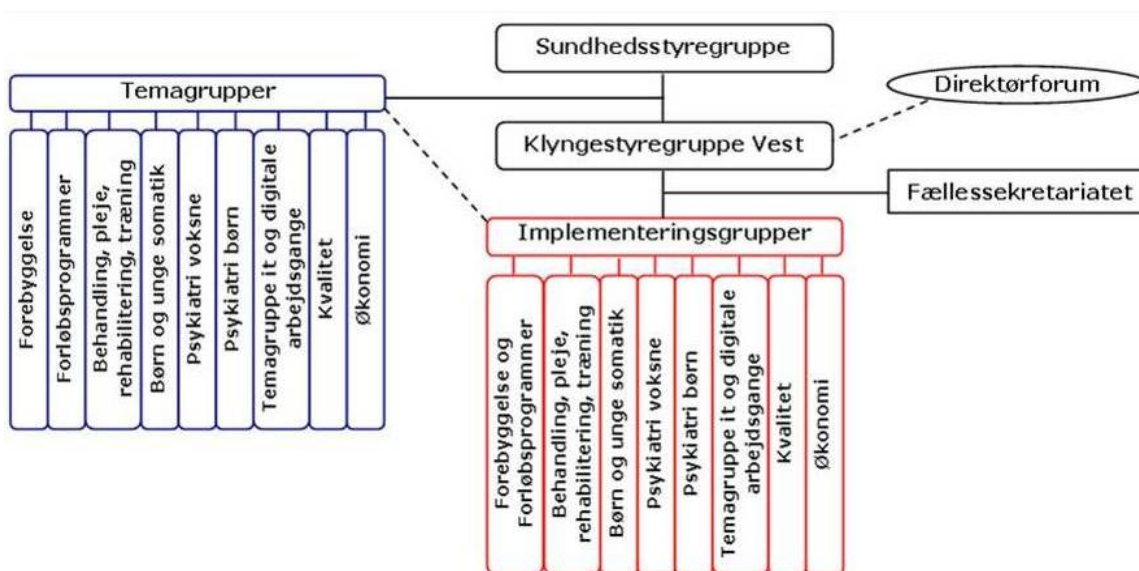 Sundhedsstyregruppe
Temagrupper
Direktørforum
Klyngestyregruppe Vest
Fællessekretariatet
Implementeringsgrupper
Forebyggelse
Forløbsprogrammer
Behandling, pleje,
rehabilitering, træning
Børn og unge somatik
Psykiatri voksne
Psykiatri børn
Temagruppe it og digitale
arbejdsgange
Kvalitet
Økonomi
Forebyggelse og
Forløbsprogrammer
Behandling, pleje,
rehabilitering, træning
Børn og unge somatik
Psykiatri voksne
Psykiatri børn
Temagruppe it og digitale
arbejdsgange
Kvalitet
Økonomi